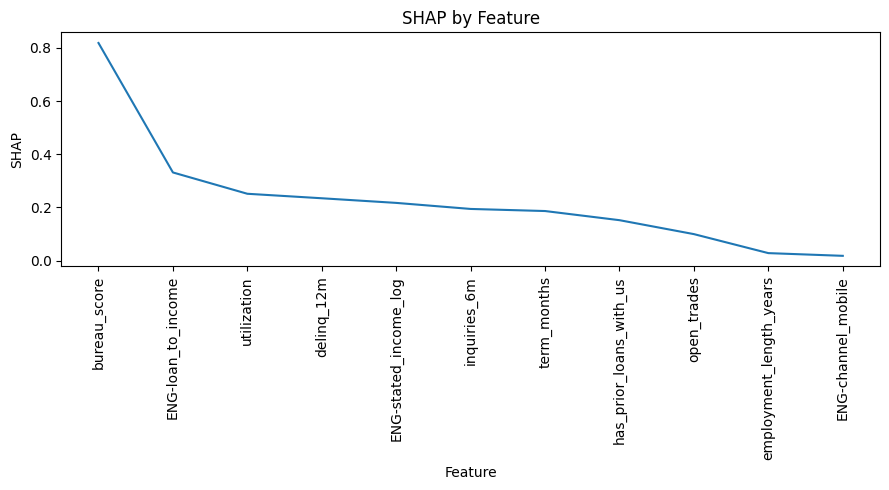 SHAP by Feature
SHAP
0.8
0.6
0.4
0.2
0.0
bureau_score
ENG-loan_to_income
utilization
delinq_12m
ENG-stated_income_log
inquiries_6m
term_months
has_prior_loans_with_us
open_trades
employment_length_years
ENG-channel_mobile
Feature